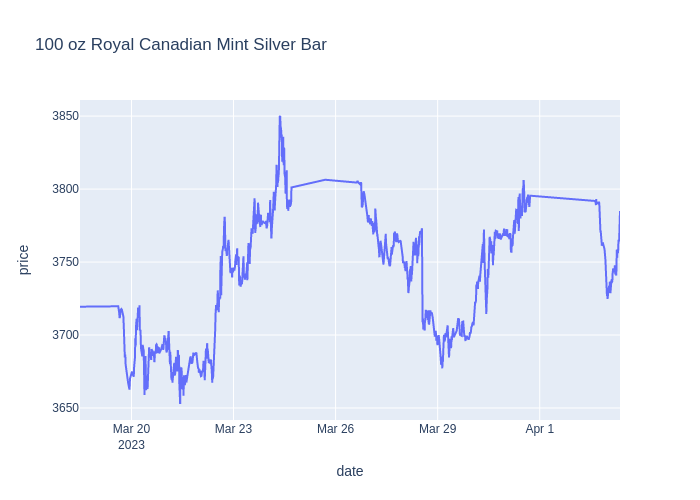 100 oz Royal Canadian Mint Silver Bar
3850
3800
3750
3700
3650
price
Mar 20
2023
Mar 23
Mar 26
Mar 29
Apr 1
date